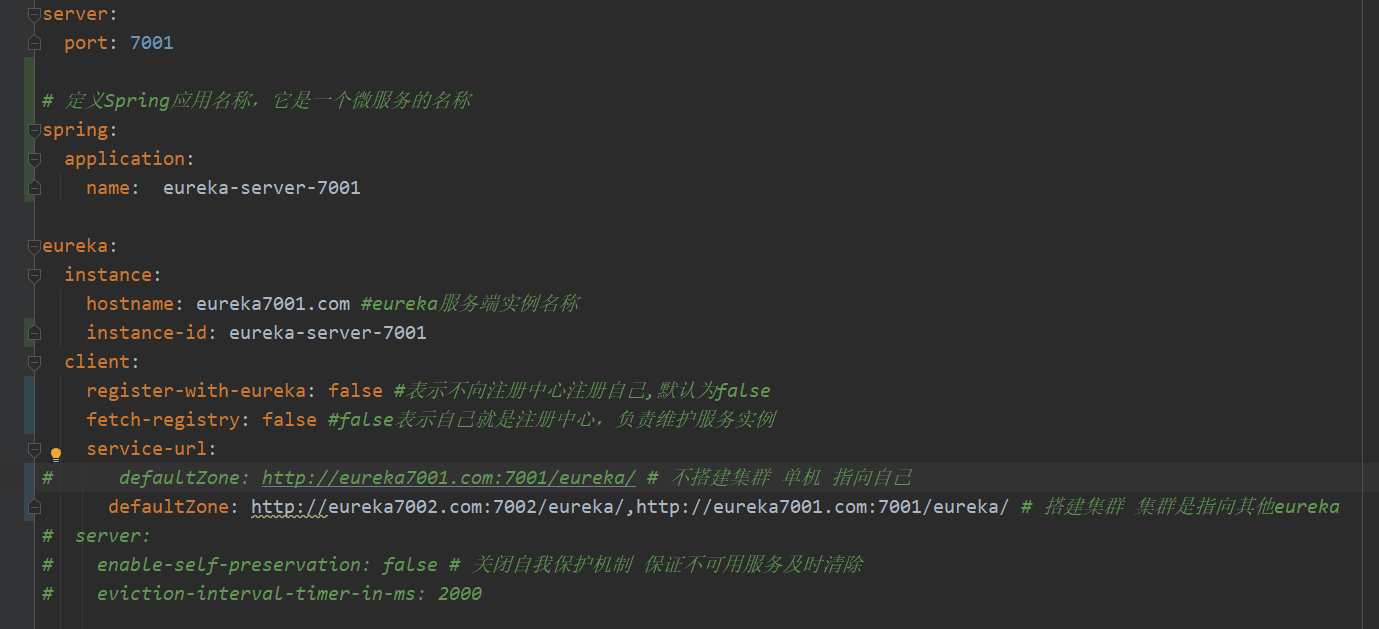 server:
  port: 7001
# 定义Spring应用名称，它是一个微服务的名称
spring:
  application:
    name:  eureka-server-7001
eureka:
  instance:
    hostname: eureka7001.com #eureka服务端实例名称
    instance-id: eureka-server-7001
  client:
    register-with-eureka: false #表示不向注册中心注册自己,默认为false
    fetch-registry: false #false表示自己就是注册中心，负责维护服务实例
    service-url:
#      defaultZone: http://eureka7001.com:7001/eureka/ # 不搭建集群 单机 指向自己
      defaultZone: http://eureka7002.com:7002/eureka/,http://eureka7001.com:7001/eureka/ # 搭建集群 集群是指向其他eureka
#  server:
#    enable-self-preservation: false # 关闭自我保护机制 保证不可用服务及时清除
#    eviction-interval-timer-in-ms: 2000